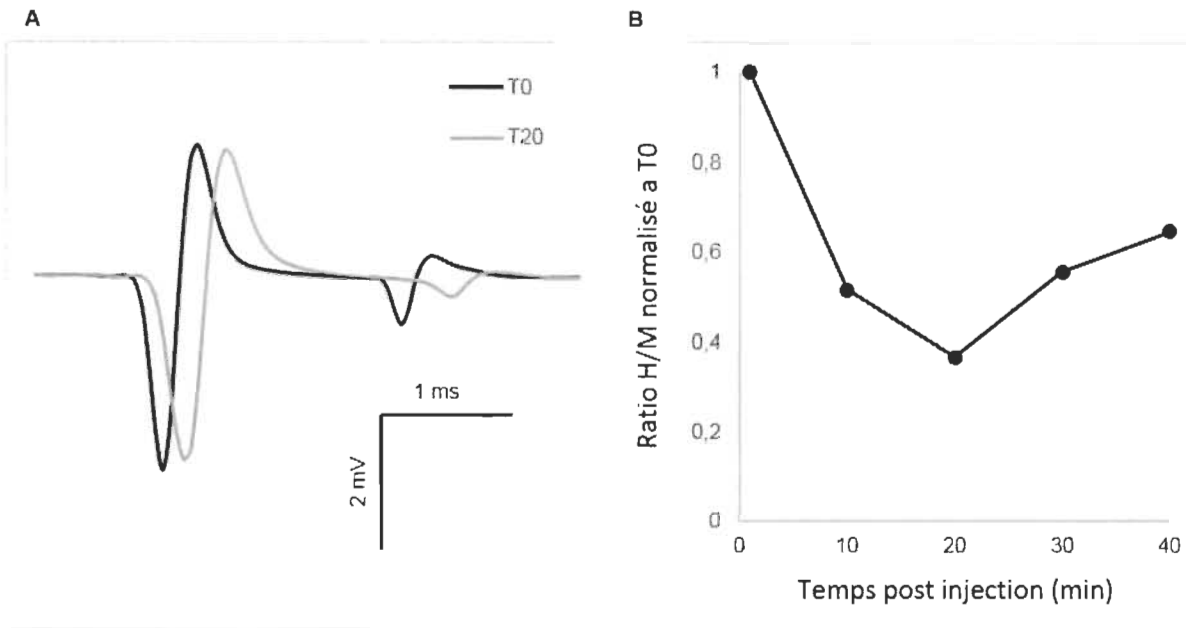 A
T0
T20
1 ms
2 mV
B
Ratio H/M normalisé a T0
1
0,8
0,6
0,4
0,2
0
0
10
20
30
40
Temps post injection (min)